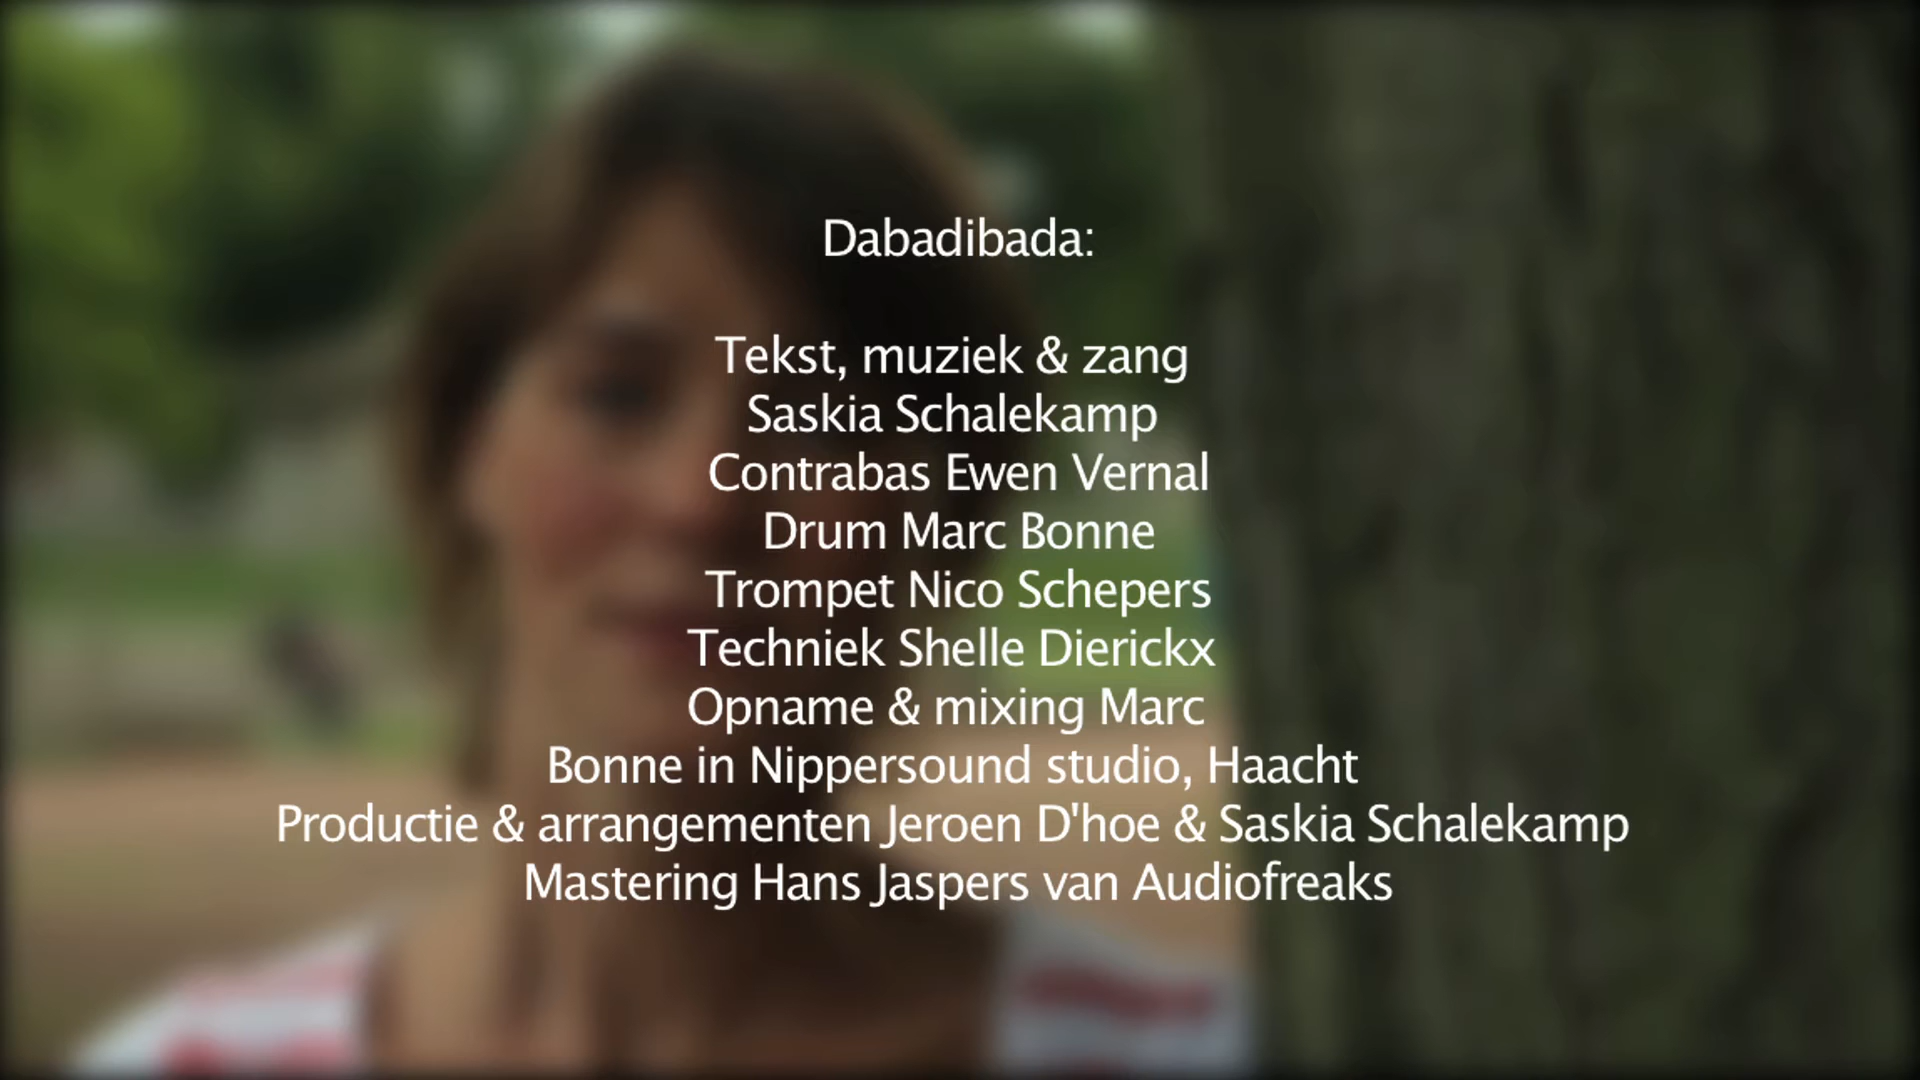 Dabadibada:
Tekst, muziek & zang
Saskia Schalekamp
Contrabas Ewen Vernal
Drum Marc Bonne
Trompet Nico Schepers
Techniek Shelle Dierickx
Opname & mixing Marc
Bonne in Nippersound studio, Haacht
Productie & arrangementen Jeroen D'hoe & Saskia Schalekamp
Mastering Hans Jaspers van Audiofreaks